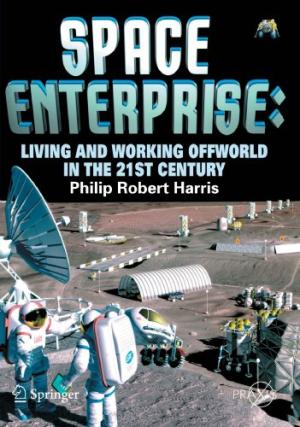 SPACE
ENTERPRISE:
LIVING AND WORKING OFFWORLD
IN THE 21ST CENTURY
Philip Robert Harris
Springer
PRAXIS